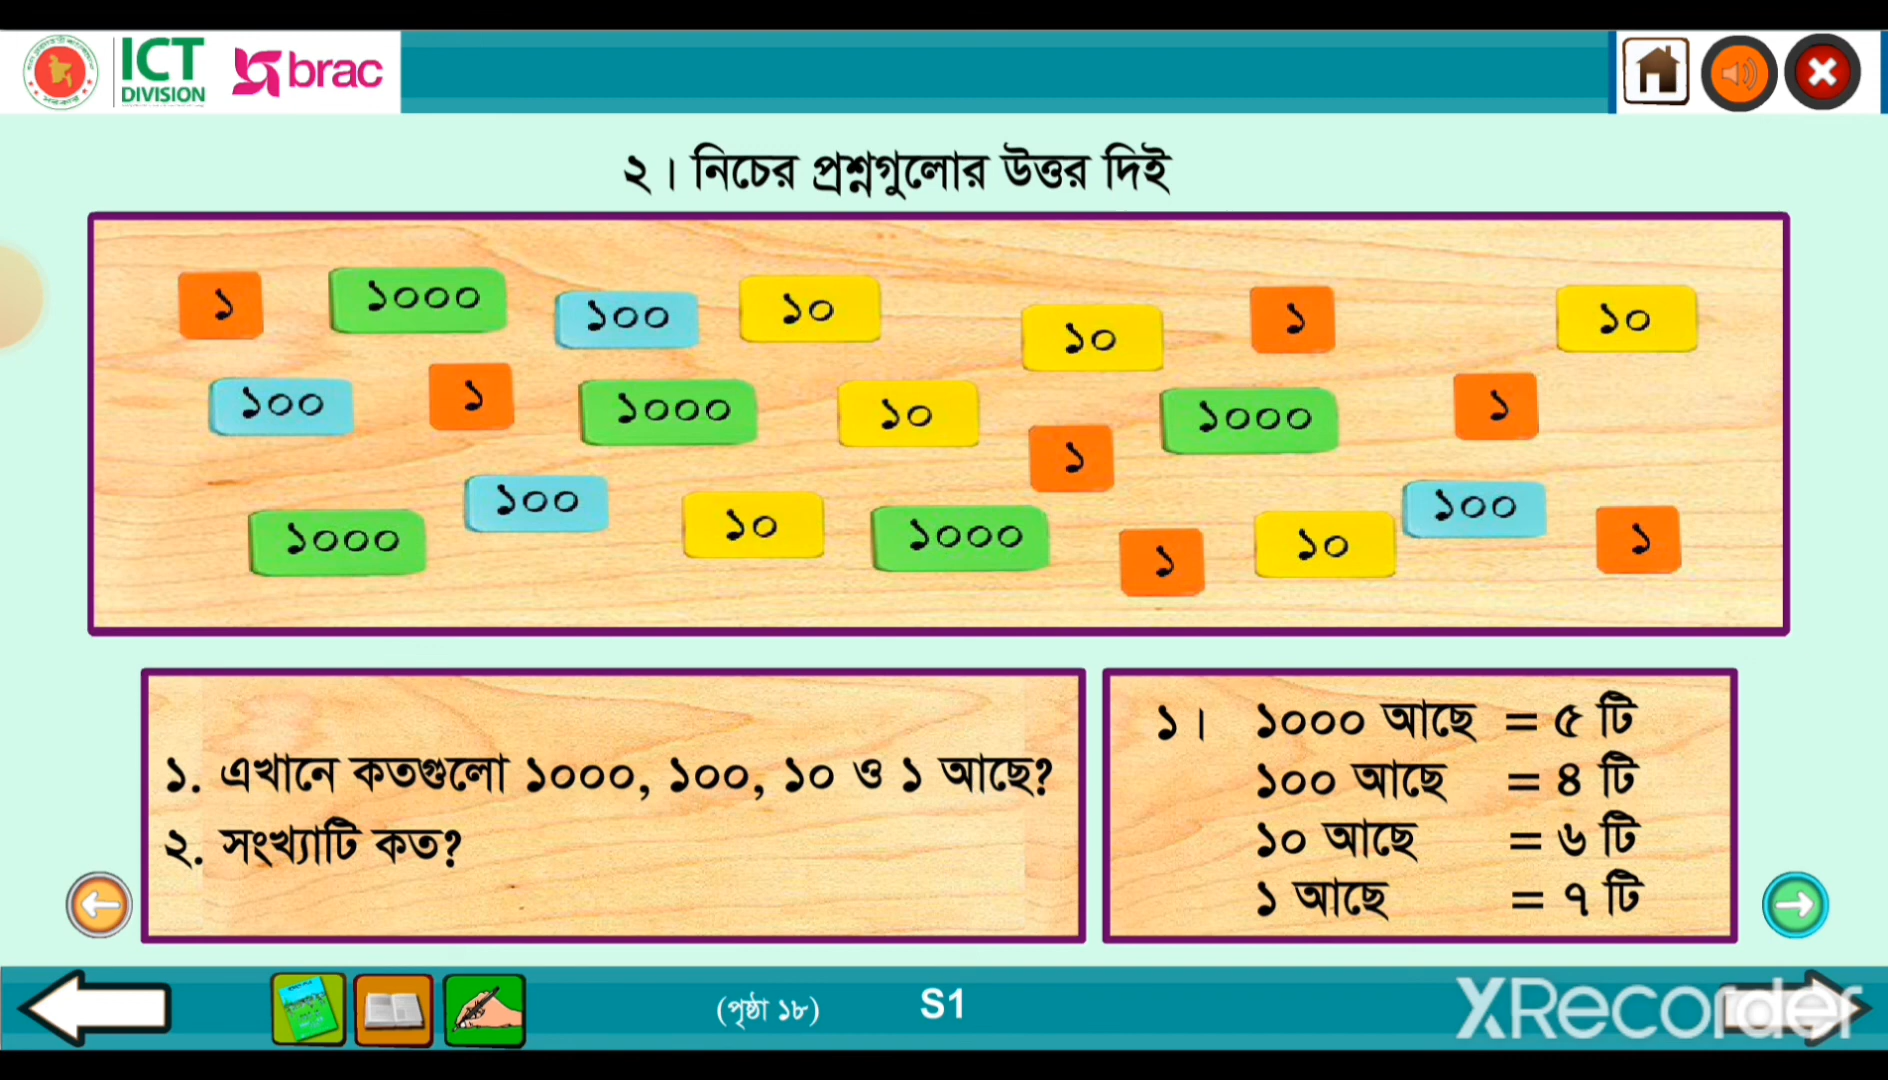 ICT
DIVISION
brac
২। নিচের প্রশ্নগুলোর উত্তর দিই
১ ১০০০ ১০০ ১০ ১০ ১ ১০
১০০ ১ ১০০০ ১০ ১ ১০০০ ১
১০০০ ১০০ ১০ ১০০০ ১ ১০ ১০০ ১
১. এখানে কতগুলো ১০০০, ১০০, ১০ ও ১ আছে?
২. সংখ্যাটি কত?
১। ১০০০ আছে = ৫ টি
১০০ আছে = ৪ টি
১০ আছে = ৬ টি
১ আছে = ৭ টি
(পৃষ্ঠা ১৮) S1
XRecorder